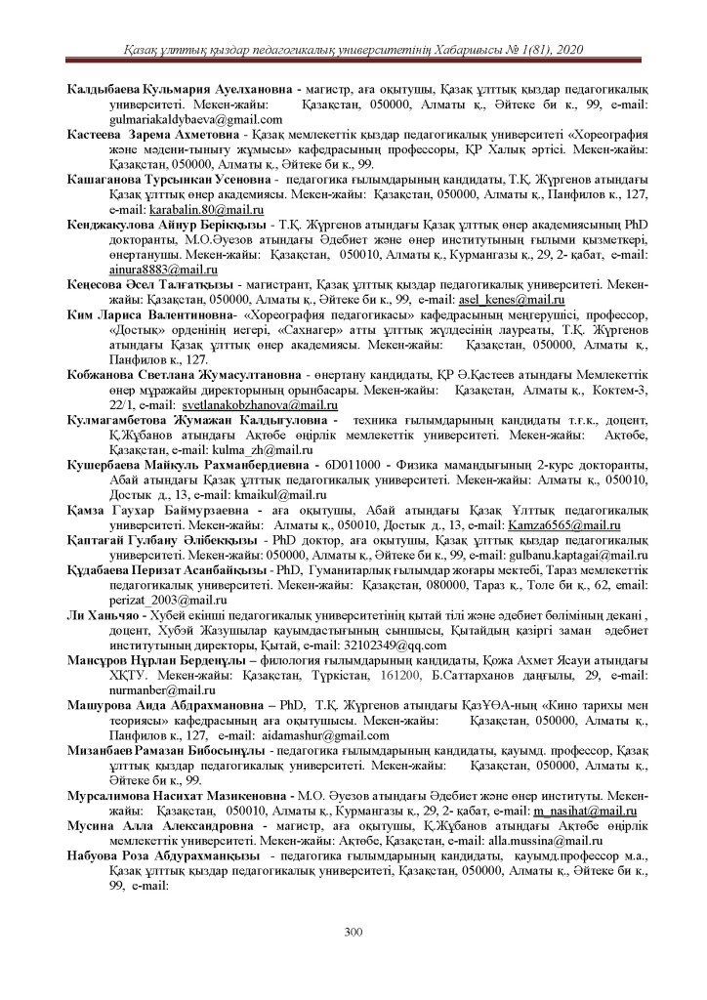 Қазақ ұлттық қыздар педагогикалық университетінің Хабаршысы № 1(81), 2020
Калдыбаева Кульмария Ауелхановна - магистр, аға оқытушы, Қазақ ұлттық қыздар педагогикалық
университеті. Мекен-жайы: Қазақстан, 050000, Алматы қ., Әйтеке би к., 99, e-mail:
gulmariakaldybaeva@gmail.com
Кастеева Зарема Ахметовна - Қазақ мемлекеттік қыздар педагогикалық университеті «Хореография
және мәдени-тынығу жұмысы» кафедрасының профессоры, ҚР Халық әртісі. Мекен-жайы:
Қазақстан, 050000, Алматы қ., Әйтеке би к., 99.
Кашаганова Турсынкан Усеновна - педагогика ғылымдарының кандидаты, Т.Қ. Жүргенов атындағы
Қазақ ұлттық өнер академиясы. Мекен-жайы: Қазақстан, 050000, Алматы қ., Панфилов к., 127,
e-mail: karabalin.80@mail.ru
Кенджакулова Айнур Берікқызы - Т.Қ. Жүргенов атындағы Қазақ ұлттық өнер академиясының PhD
докторанты, М.О.Әуезов атындағы Әдебиет және өнер институтының ғылыми қызметкері,
өнертанушы. Мекен-жайы: Қазақстан, 050010, Алматы қ., Курмангазы к., 29, 2- қабат, e-mail:
ainura8883@mail.ru
Кеңесова Әсел Талғатқызы - магистрант, Қазақ ұлттық қыздар педагогикалық университеті. Мекен-
жайы: Қазақстан, 050000, Алматы қ., Әйтеке би к., 99, e-mail: asel_kenes@mail.ru
Ким Лариса Валентиновна- «Хореография педагогикасы» кафедрасының меңгерушісі, профессор,
«Достық» орденінің иегері, «Сахнагер» атты ұлттық жүлдесінің лауреаты, Т.Қ. Жүргенов
атындағы Қазақ ұлттық өнер академиясы. Мекен-жайы: Қазақстан, 050000, Алматы қ.,
Панфилов к., 127.
Кобжанова Светлана Жумасултановна - өнертану кандидаты, ҚР Ә.Қастеев атындағы Мемлекеттік
өнер мұражайы директорының орынбасары. Мекен-жайы: Қазақстан, Алматы қ., Коктем-3,
22/1, e-mail: svetlanakobzhanova@mail.ru
Кулмагамбетова Жумажан Калдыгуловна - техника ғылымдарының кандидаты т.ғ.к., доцент,
Қ.Жұбанов атындағы Ақтөбе өңірлік мемлекеттік университеті. Мекен-жайы: Ақтөбе,
Қазақстан, e-mail: kulma_zh@mail.ru
Кушербаева Майкуль Рахманбердиевна - 6D011000 - Физика мамандығының 2-курс докторанты,
Абай атындағы Қазақ ұлттық педагогикалық университеті. Мекен-жайы: Алматы қ., 050010,
Достык д., 13, e-mail: kmaikul@mail.ru
Қамза Гаухар Баймурзаевна - аға оқытушы, Абай атындағы Қазақ Ұлттық педагогикалық
университеті. Мекен-жайы: Алматы қ., 050010, Достык д., 13, e-mail: Kamza6565@mail.ru
Қаптағай Гулбану Әлібекқызы - PhD доктор, аға оқытушы, Қазақ ұлттық қыздар педагогикалық
университеті. Мекен-жайы: 050000, Алматы қ., Әйтеке би к., 99, e-mail: gulbanu.kaptagai@mail.ru
Құдабаева Перизат Асанбайқызы - PhD, Гуманитарлық ғылымдар жоғары мектебі, Тараз мемлекеттік
педагогикалық университеті. Мекен-жайы: Қазақстан, 080000, Тараз қ., Толе би қ., 62, email:
perizat_2003@mail.ru
Ли Ханьчяо - Хубей екінші педагогикалық университетінің қытай тілі және әдебиет бөлімінің декані ,
доцент, Хубэй Жазушылар қауымдастығының сыншысы, Қытайдың қазіргі заман әдебиет
институтының директоры, Қытай, e-mail: 32102349@qq.com
Мансұров Нұрлан Берденұлы – филология ғылымдарының кандидаты, Қожа Ахмет Ясауи атындағы
ХҚТУ. Мекен-жайы: Қазақстан, Түркістан, 161200, Б.Саттарханов даңғылы, 29, e-mail:
nurmanber@mail.ru
Машурова Аида Абдрахмановна – PhD, Т.Қ. Жүргенов атындағы ҚазҰӨА-ның «Кино тарихы мен
теориясы» кафедрасының аға оқытушысы. Мекен-жайы: Қазақстан, 050000, Алматы қ.,
Панфилов к., 127, e-mail: aidamashur@gmail.com
Мизанбаев Рамазан Бибосынұлы - педагогика ғылымдарының кандидаты, қауымд. профессор, Қазақ
ұлттық қыздар педагогикалық университеті. Мекен-жайы: Қазақстан, 050000, Алматы қ.,
Әйтеке би к., 99.
Мурсалимова Насихат Мазикеновна - М.О. Әуезов атындағы Әдебиет және өнер институты. Мекен-
жайы: Қазақстан, 050010, Алматы қ., Курмангазы к., 29, 2- қабат, e-mail: m_nasihat@mail.ru
Мусина Алла Александровна - магистр, аға оқытушы, Қ.Жұбанов атындағы Ақтөбе өңірлік
мемлекеттік университеті. Мекен-жайы: Ақтөбе, Қазақстан, e-mail: alla.mussina@mail.ru
Набуова Роза Абдурахманқызы - педагогика ғылымдарының кандидаты, қауымд.профессор м.а.,
Қазақ ұлттық қыздар педагогикалық университеті, Қазақстан, 050000, Алматы қ., Әйтеке би к.,
99, e-mail:
300